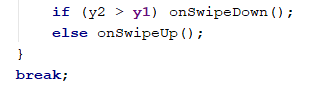 if (y2 > y1) onSwipeDown();
else onSwipeUp();
}
break;